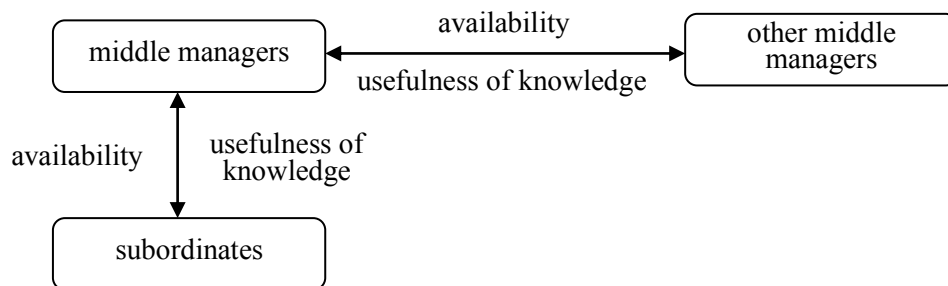 availability
middle managers
other middle
managers
usefulness of knowledge
availability
usefulness of
knowledge
subordinates